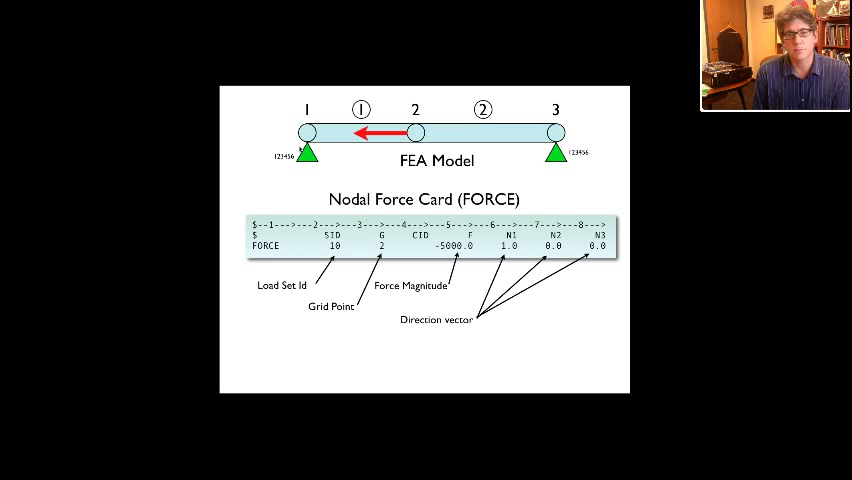 1 ① 2 ② 3
123456 123456
FEA Model
Nodal Force Card (FORCE)
$--1--->---2--->---3--->---4--->---5--->---6--->---7--->---8--->
$ SID G CID F N1 N2 N3
FORCE 10 2 -5000.0 1.0 0.0 0.0
Load Set Id Force Magnitude
Grid Point
Direction vector